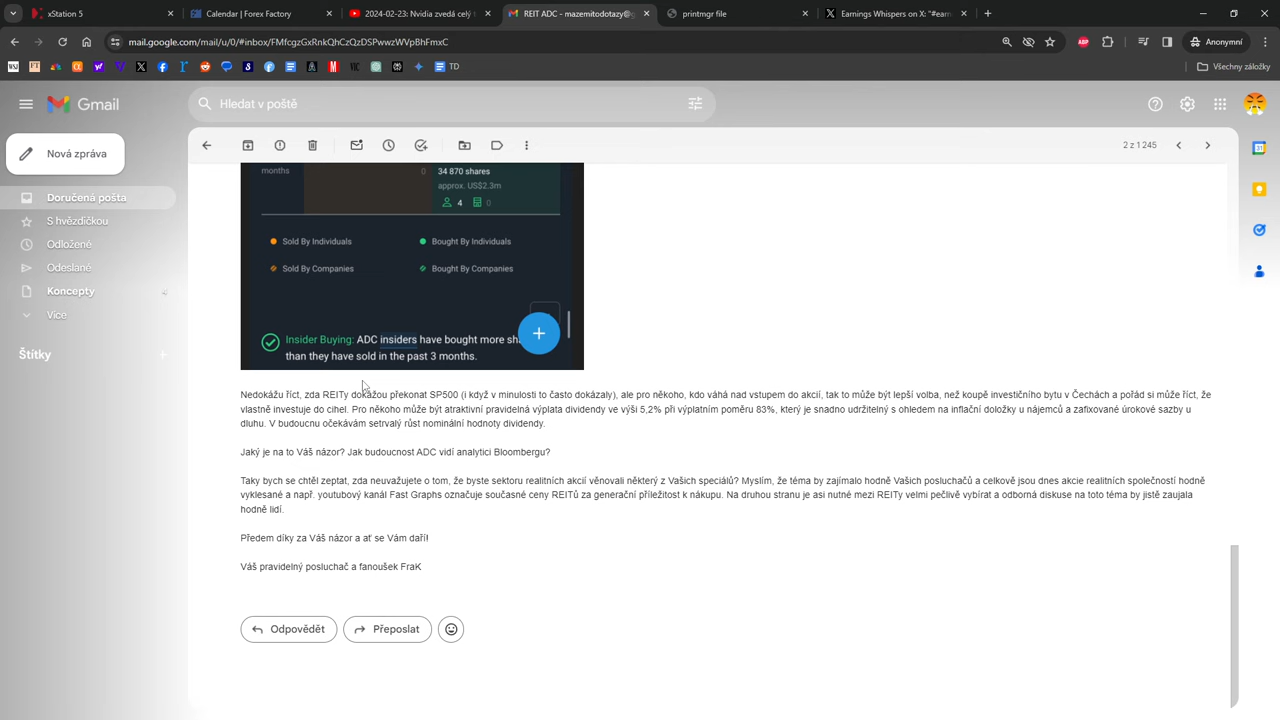 xStation 5
Calendar | Forex Factory
2024-02-23: Nvidia zvedá celý t
REIT ADC - mazemitodotazy@g
printmgr file
Earnings Whispers on X: "#earn
mail.google.com/mail/u/0/#inbox/FMfcgzGxRnkQhCzQzDSPwwzWVpBhFmxC
ABP
Anonymní
WSJ
FT
VIC
TD
Všechny záložky
Gmail
Hledat v poště
Nová zpráva
2 z 1 245
Doručená pošta
S hvězdičkou
Odložené
Odeslané
Koncepty
4
Více
Štítky
months
0
34 870 shares
approx. US$2.3m
4
0
Sold By Individuals
Bought By Individuals
Sold By Companies
Bought By Companies
Insider Buying: ADC insiders have bought more sha
than they have sold in the past 3 months.
Nedokážu říct, zda REITy dokážou překonat SP500 (i když v minulosti to často dokázaly), ale pro někoho, kdo váhá nad vstupem do akcií, tak to může být lepší volba, než koupě investičního bytu v Čechách a pořád si může říct, že
vlastně investuje do cihel. Pro někoho může být atraktivní pravidelná výplata dividendy ve výši 5,2% při výplatním poměru 83%, který je snadno udržitelný s ohledem na inflační doložky u nájemců a zafixované úrokové sazby u
dluhu. V budoucnu očekávám setrvalý růst nominální hodnoty dividendy.
Jaký je na to Váš názor? Jak budoucnost ADC vidí analytici Bloombergu?
Taky bych se chtěl zeptat, zda neuvažujete o tom, že byste sektoru realitních akcií věnovali některý z Vašich speciálů? Myslím, že téma by zajímalo hodně Vašich posluchačů a celkově jsou dnes akcie realitních společností hodně
vyklesané a např. youtubový kanál Fast Graphs označuje současné ceny REITů za generační příležitost k nákupu. Na druhou stranu je asi nutné mezi REITy velmi pečlivě vybírat a odborná diskuse na toto téma by jistě zaujala
hodně lidí.
Předem díky za Váš názor a ať se Vám daří!
Váš pravidelný posluchač a fanoušek FraK
Odpovědět
Přeposlat